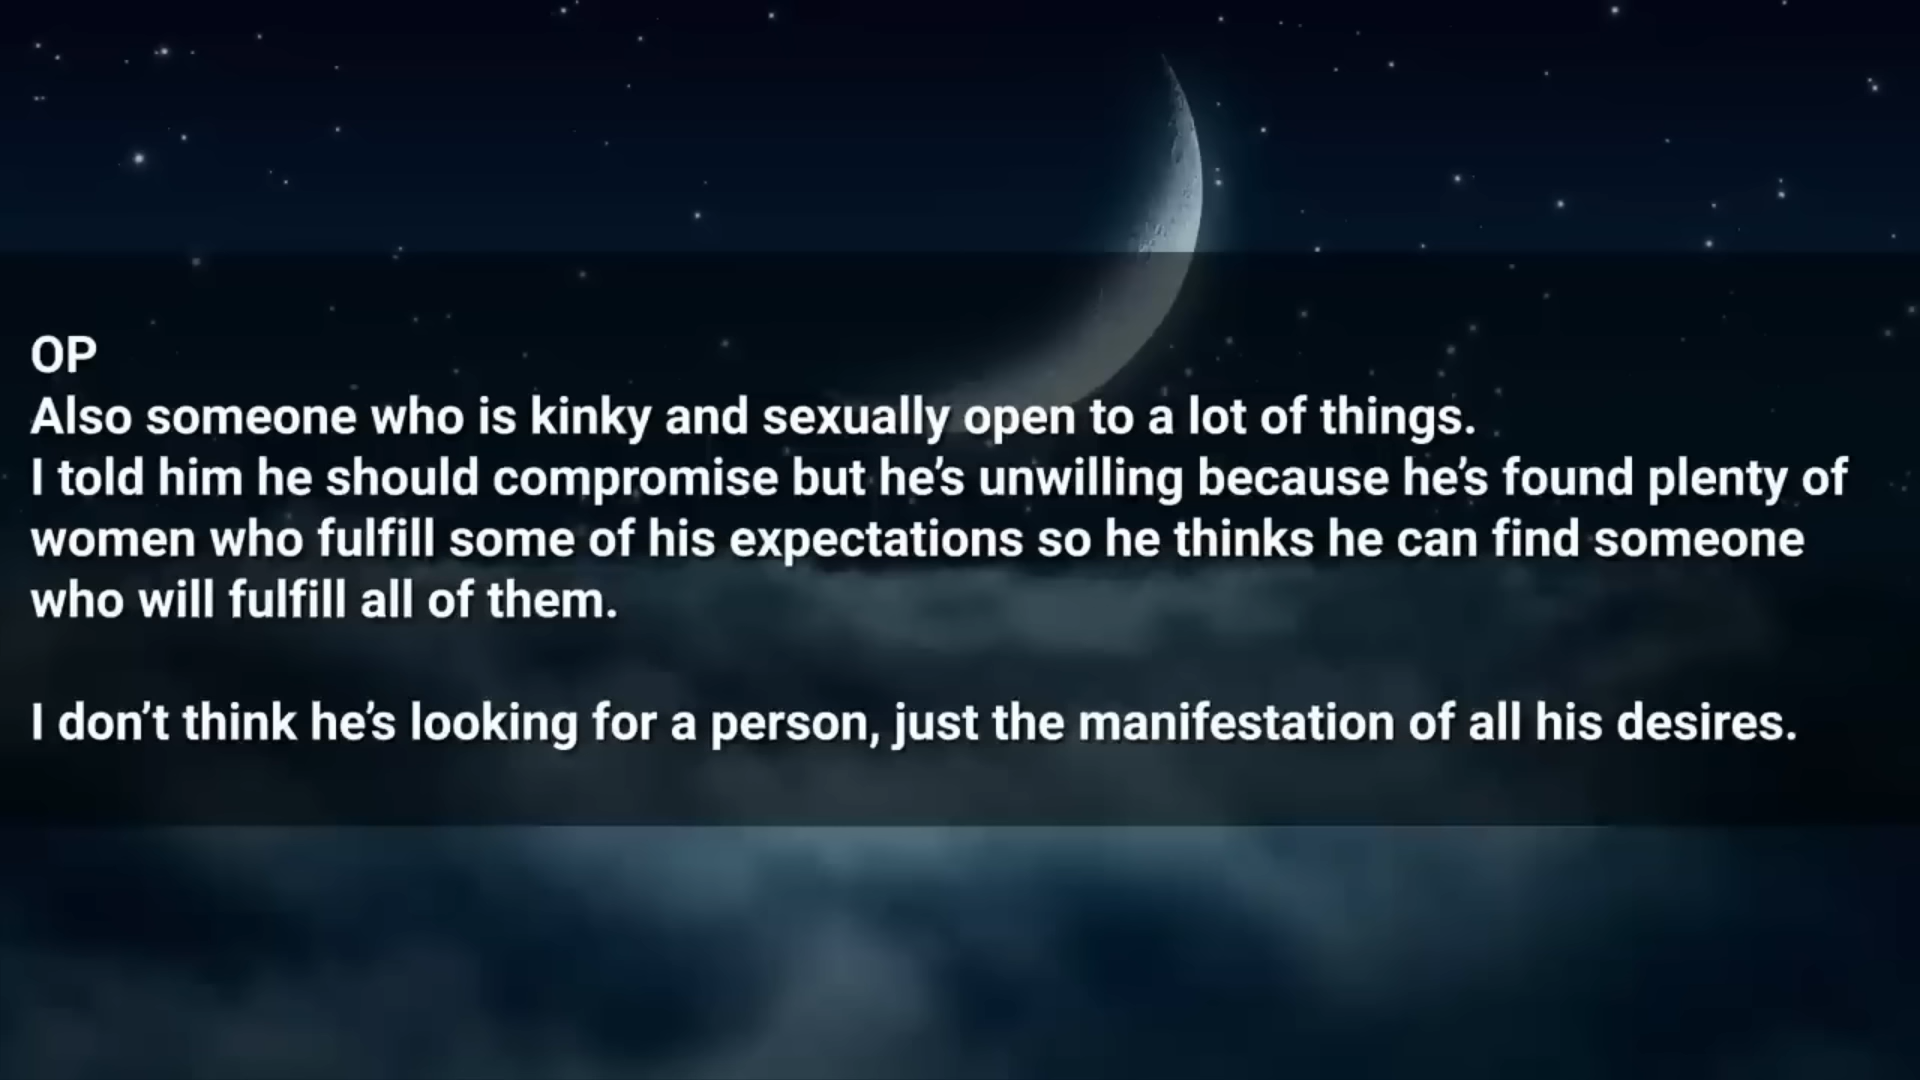 OP
Also someone who is kinky and sexually open to a lot of things.
I told him he should compromise but he’s unwilling because he’s found plenty of
women who fulfill some of his expectations so he thinks he can find someone
who will fulfill all of them.
I don’t think he’s looking for a person, just the manifestation of all his desires.